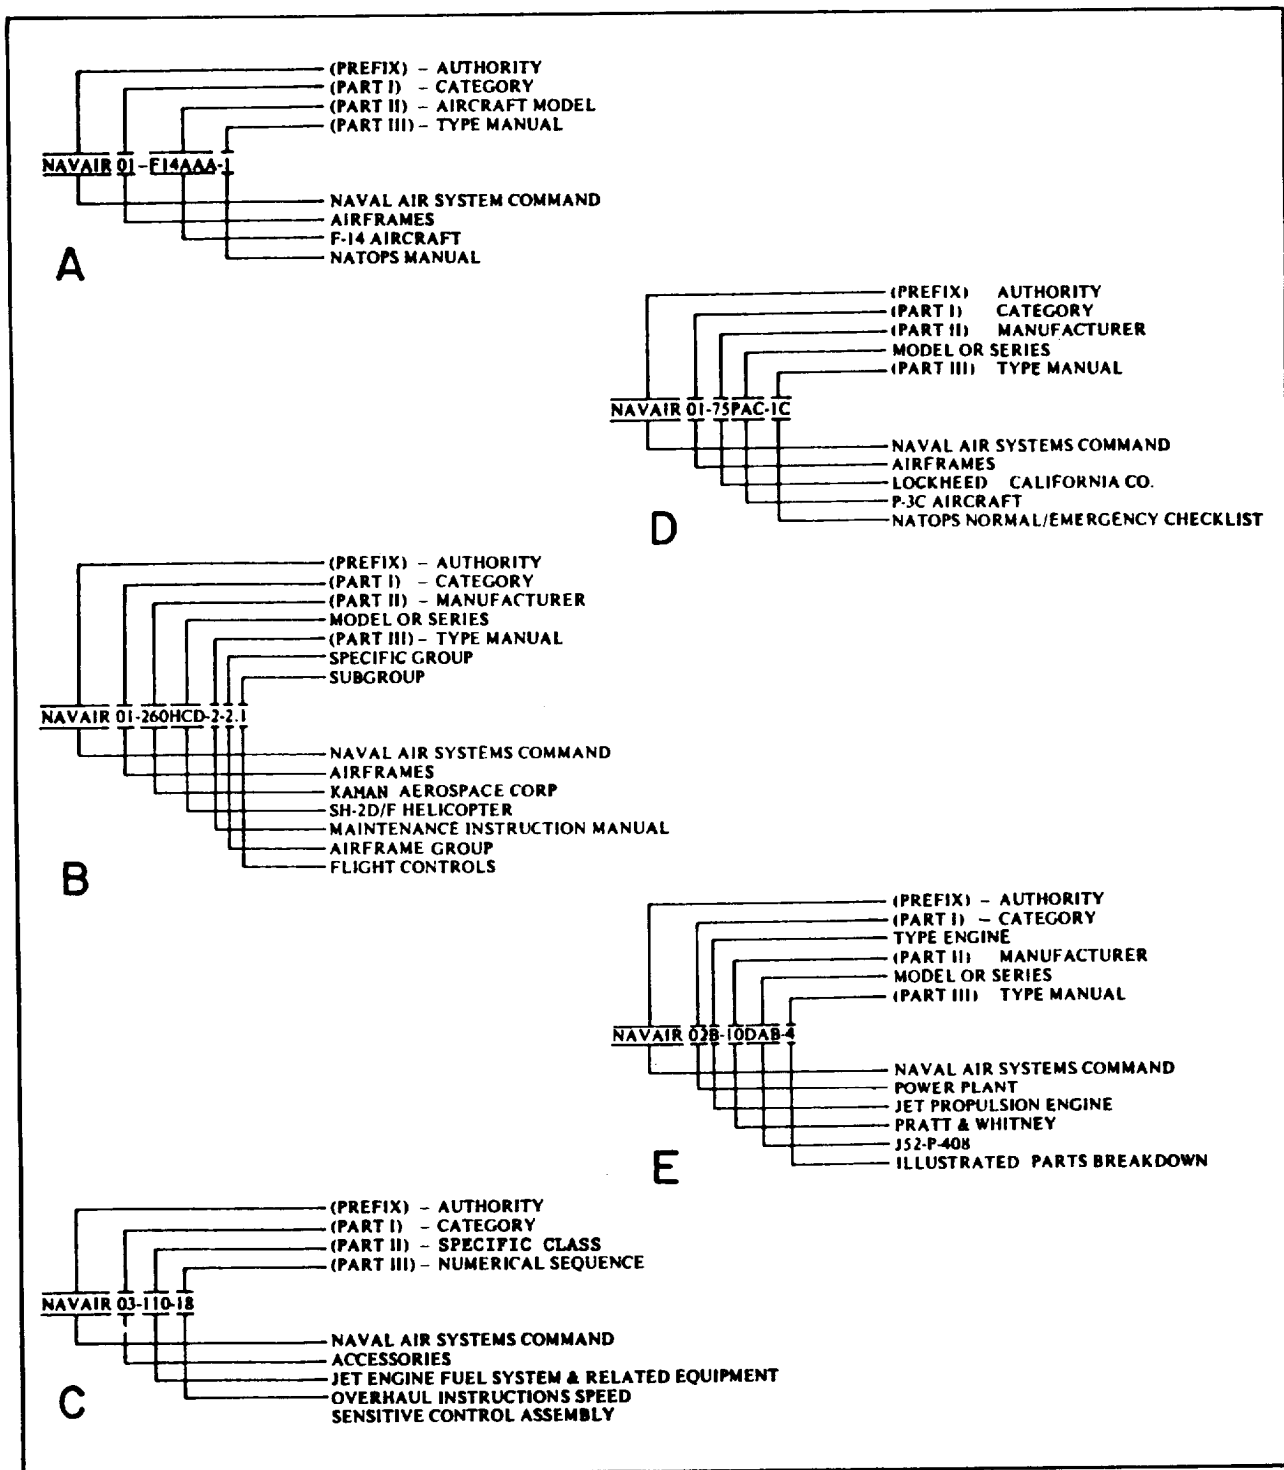 (PREFIX) - AUTHORITY
(PART I) - CATEGORY
(PART II) - AIRCRAFT MODEL
(PART III) - TYPE MANUAL
NAVAIR 01-F14AAA-1
NAVAL AIR SYSTEM COMMAND
AIRFRAMES
F-14 AIRCRAFT
NATOPS MANUAL
A
(PREFIX) - AUTHORITY
(PART I) - CATEGORY
(PART II) - MANUFACTURER
MODEL OR SERIES
(PART III) - TYPE MANUAL
SPECIFIC GROUP
SUBGROUP
NAVAIR 01-260HCD-2-2.1
NAVAL AIR SYSTEMS COMMAND
AIRFRAMES
KAMAN AEROSPACE CORP
SH-2D/F HELICOPTER
MAINTENANCE INSTRUCTION MANUAL
AIRFRAME GROUP
FLIGHT CONTROLS
B
(PREFIX) - AUTHORITY
(PART I) - CATEGORY
(PART II) - SPECIFIC CLASS
(PART III) - NUMERICAL SEQUENCE
NAVAIR 03-110-18
NAVAL AIR SYSTEMS COMMAND
ACCESSORIES
JET ENGINE FUEL SYSTEM & RELATED EQUIPMENT
OVERHAUL INSTRUCTIONS SPEED
SENSITIVE CONTROL ASSEMBLY
C
(PREFIX) AUTHORITY
(PART I) CATEGORY
(PART II) MANUFACTURER
MODEL OR SERIES
(PART III) TYPE MANUAL
NAVAIR 01-75PAC-1C
NAVAL AIR SYSTEMS COMMAND
AIRFRAMES
LOCKHEED CALIFORNIA CO.
P-3C AIRCRAFT
NATOPS NORMAL/EMERGENCY CHECKLIST
D
(PREFIX) - AUTHORITY
(PART I) - CATEGORY
TYPE ENGINE
(PART II) MANUFACTURER
MODEL OR SERIES
(PART III) TYPE MANUAL
NAVAIR 02B-10DAB-4
NAVAL AIR SYSTEMS COMMAND
POWER PLANT
JET PROPULSION ENGINE
PRATT & WHITNEY
J52-P-408
ILLUSTRATED PARTS BREAKDOWN
E